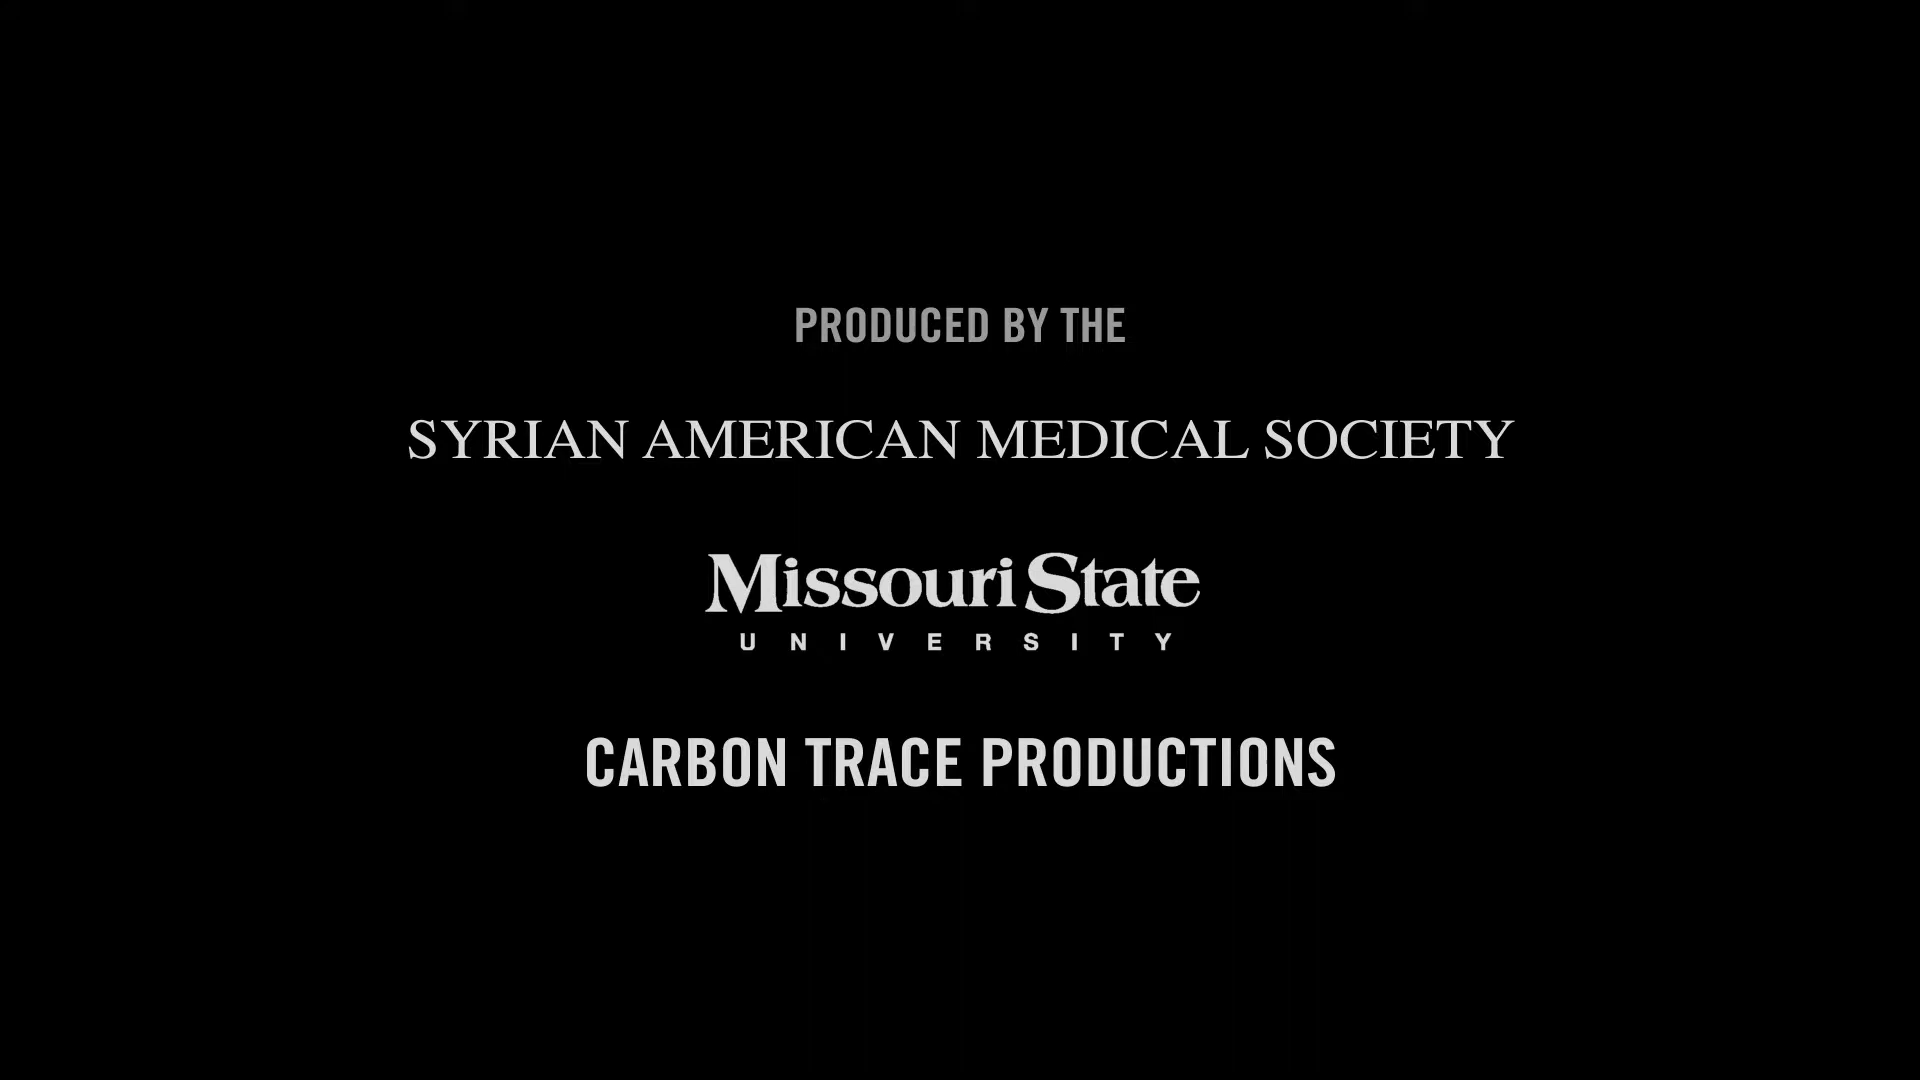 PRODUCED BY THE
SYRIAN AMERICAN MEDICAL SOCIETY
Missouri State
UNIVERSITY
CARBON TRACE PRODUCTIONS